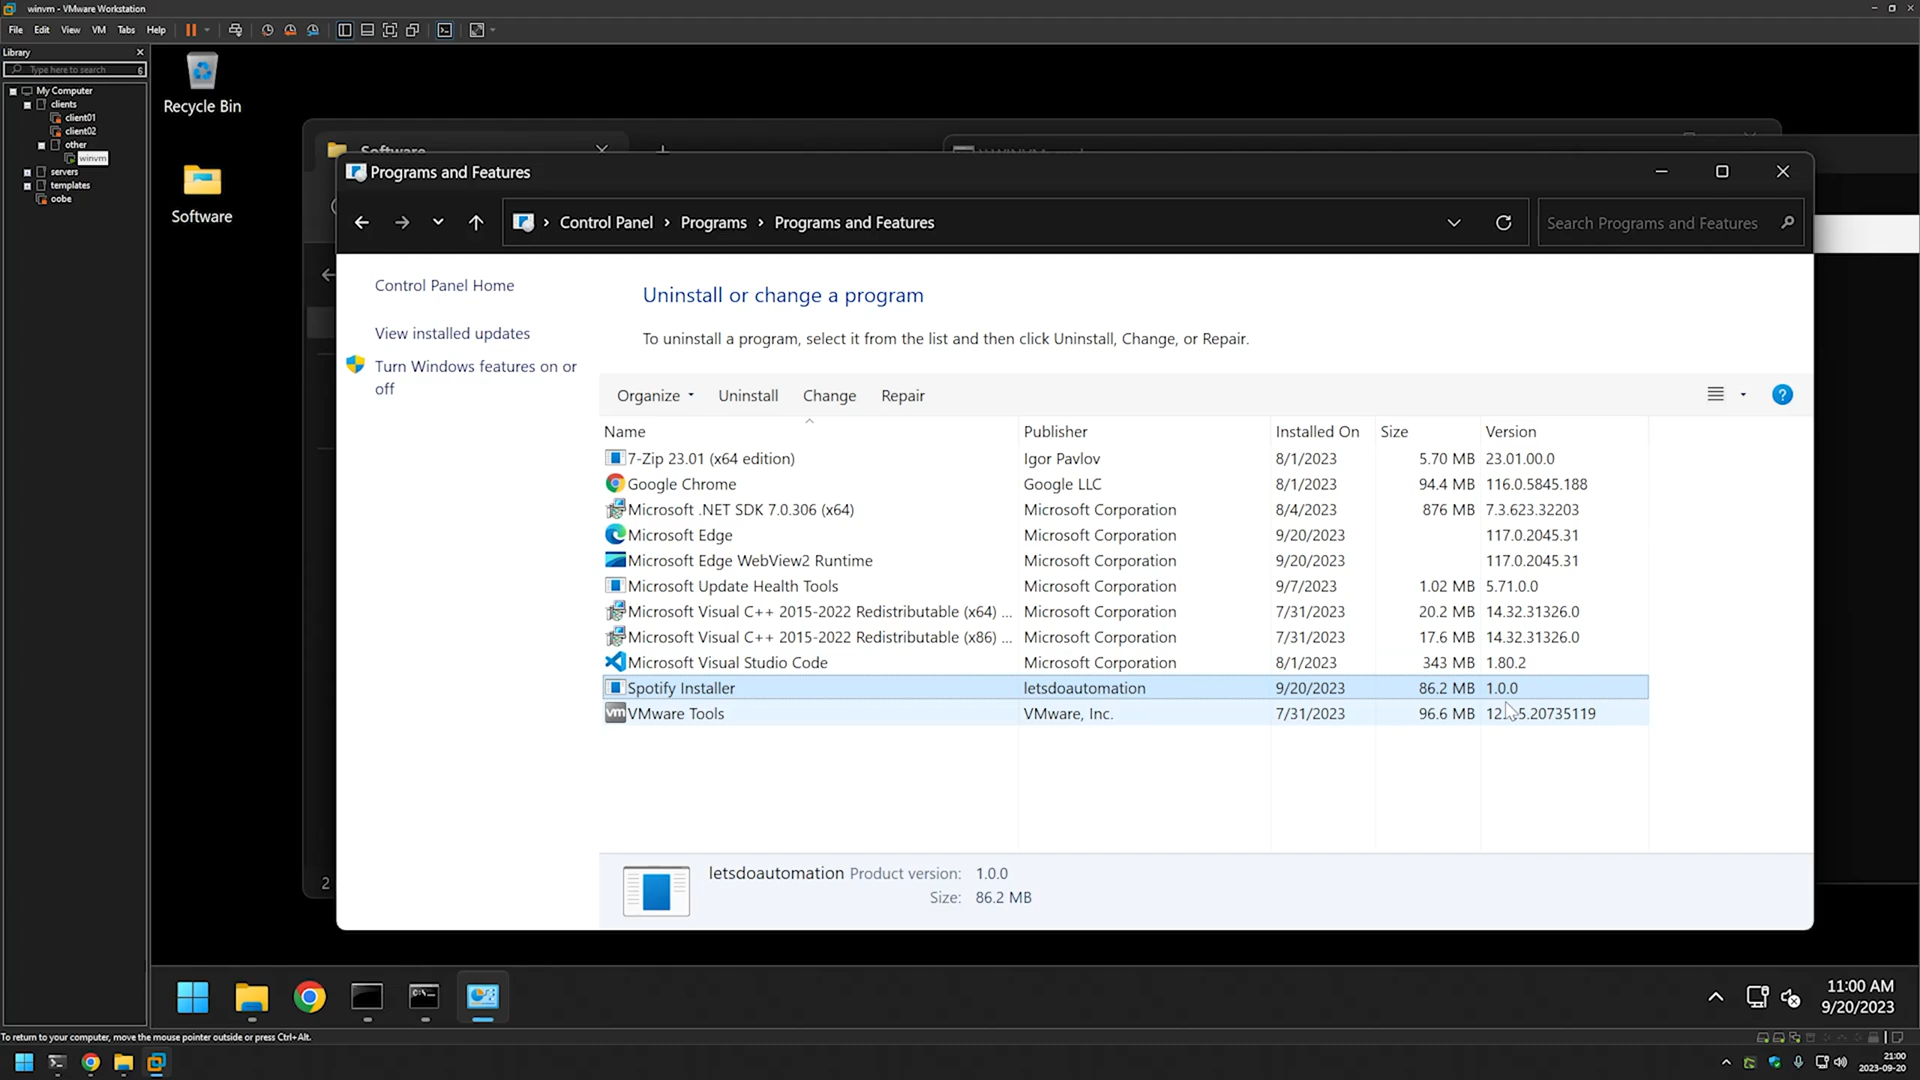 winvm - VMware Workstation
File Edit View VM Tabs Help
Library
Type here to search
My Computer
clients
client01
client02
other
winvm
servers
templates
oobe
Recycle Bin
Software
Software
Programs and Features
Control Panel Programs Programs and Features
Search Programs and Features
Control Panel Home
View installed updates
Turn Windows features on or
off
Uninstall or change a program
To uninstall a program, select it from the list and then click Uninstall, Change, or Repair.
Organize Uninstall Change Repair
Name Publisher Installed On Size Version
7-Zip 23.01 (x64 edition) Igor Pavlov 8/1/2023 5.70 MB 23.01.00.0
Google Chrome Google LLC 8/1/2023 94.4 MB 116.0.5845.188
Microsoft .NET SDK 7.0.306 (x64) Microsoft Corporation 8/4/2023 876 MB 7.3.623.32203
Microsoft Edge Microsoft Corporation 9/20/2023 117.0.2045.31
Microsoft Edge WebView2 Runtime Microsoft Corporation 9/20/2023 117.0.2045.31
Microsoft Update Health Tools Microsoft Corporation 9/7/2023 1.02 MB 5.71.0.0
Microsoft Visual C++ 2015-2022 Redistributable (x64) ... Microsoft Corporation 7/31/2023 20.2 MB 14.32.31326.0
Microsoft Visual C++ 2015-2022 Redistributable (x86) ... Microsoft Corporation 7/31/2023 17.6 MB 14.32.31326.0
Microsoft Visual Studio Code Microsoft Corporation 8/1/2023 343 MB 1.80.2
Spotify Installer letsdoautomation 9/20/2023 86.2 MB 1.0.0
vm VMware Tools VMware, Inc. 7/31/2023 96.6 MB
letsdoautomation Product version: 1.0.0
Size: 86.2 MB
2
11:00 AM
9/20/2023
To return to your computer, move the mouse pointer outside or press Ctrl+Alt.
21:00
2023-09-20